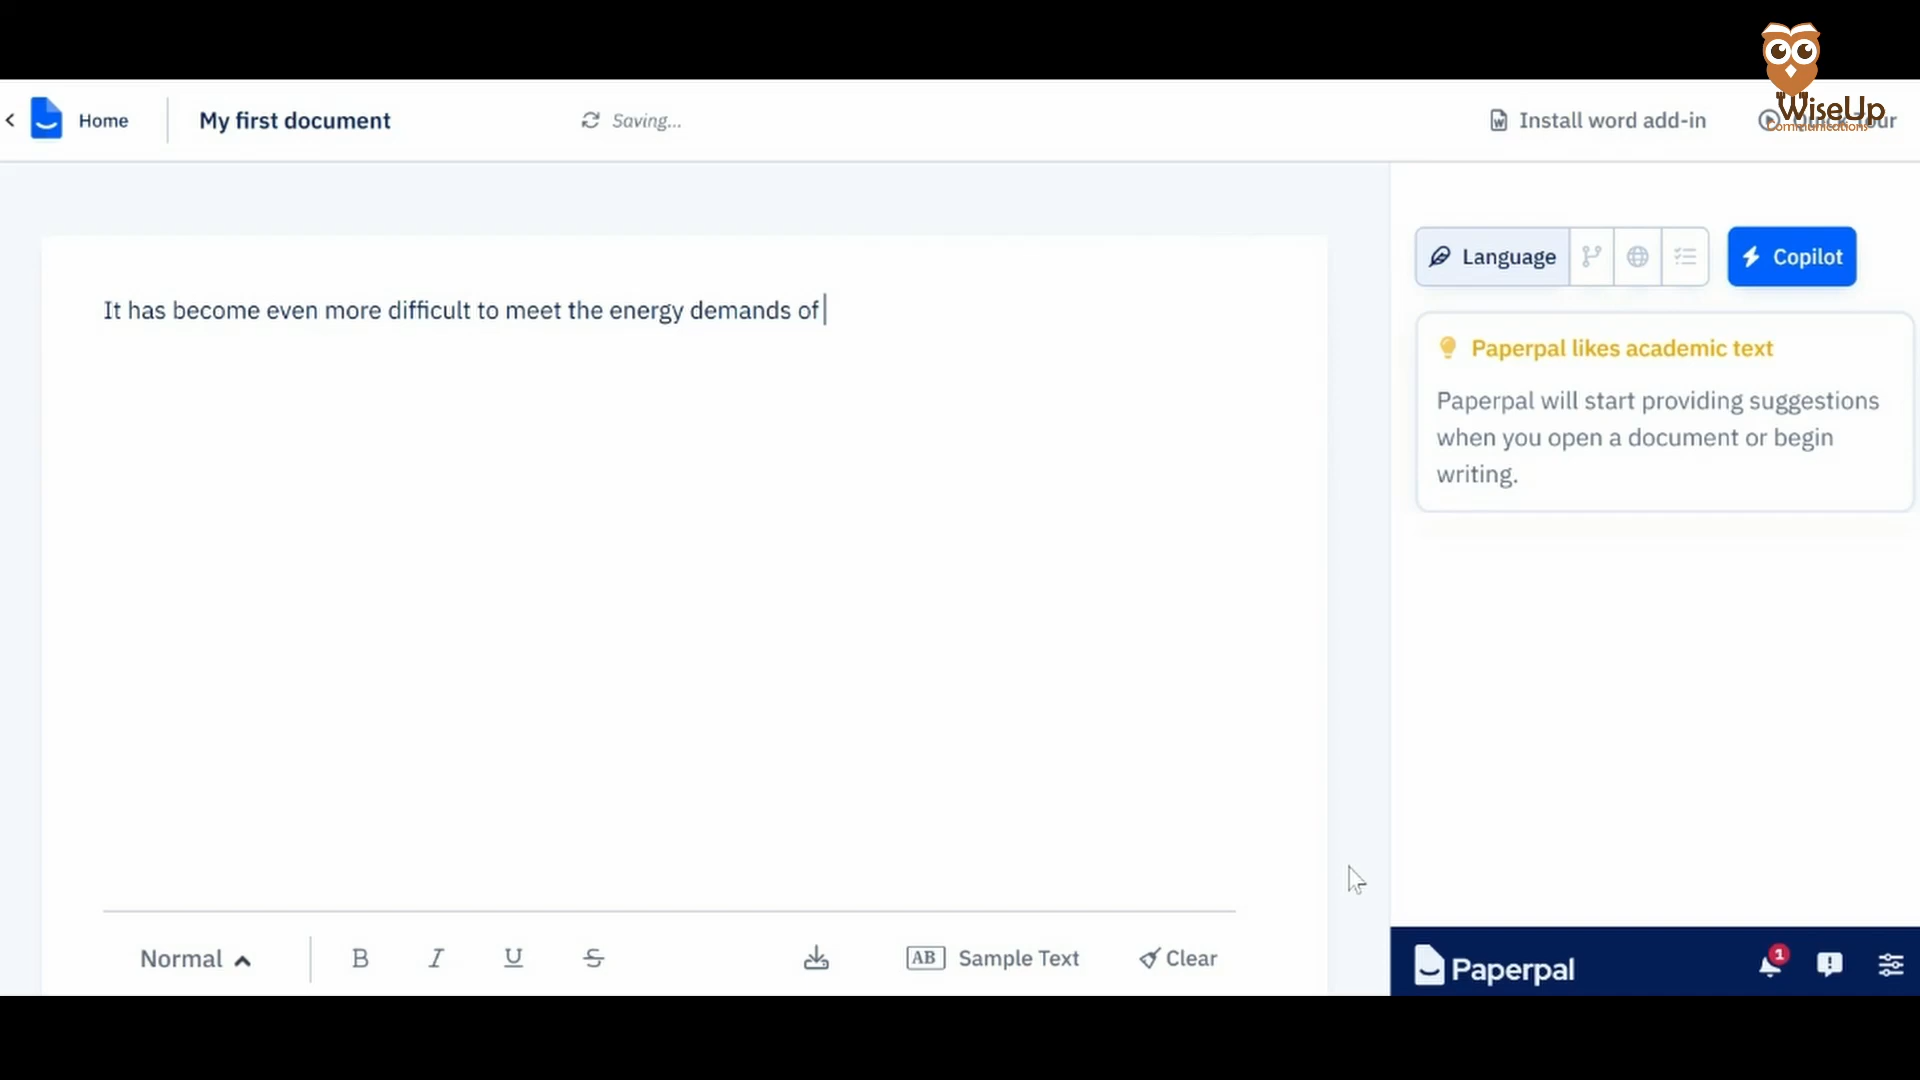 WiseUp
Communications
Home
My first document
Saving...
Install word add-in
Tour
It has become even more difficult to meet the energy demands of
Language
Copilot
Paperpal likes academic text
Paperpal will start providing suggestions
when you open a document or begin
writing.
Normal
B
I
U
S
AB
Sample Text
Clear
Paperpal
1